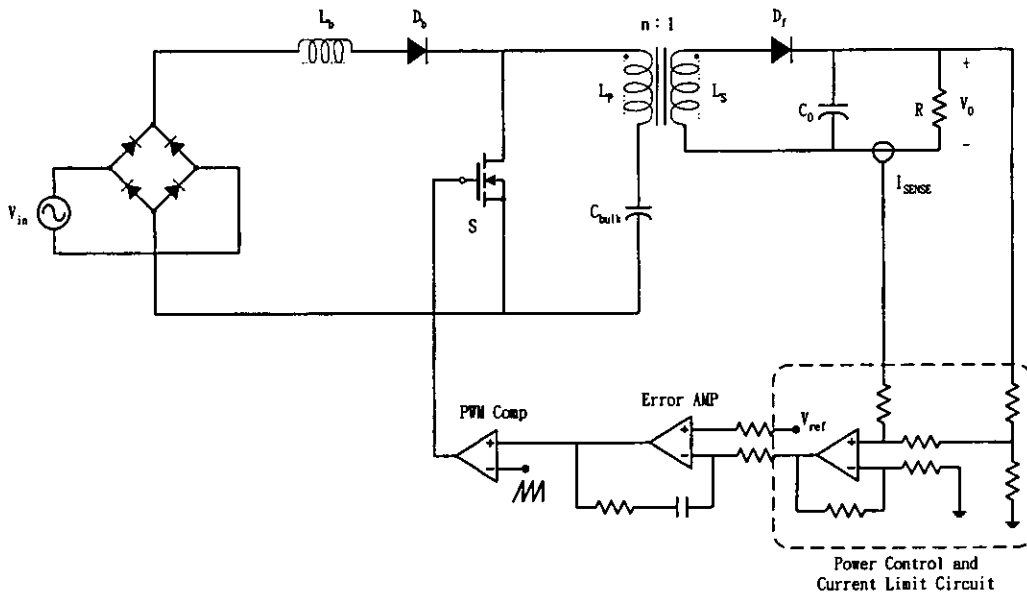 L_b
D_b
n : 1
D_f
L_P
L_S
C_O
R
+
V_O
-
I_SENSE
V_in
S
C_bulk
PWM Comp
Error AMP
V_ref
+
-
+
-
+
-
Power Control and
Current Limit Circuit